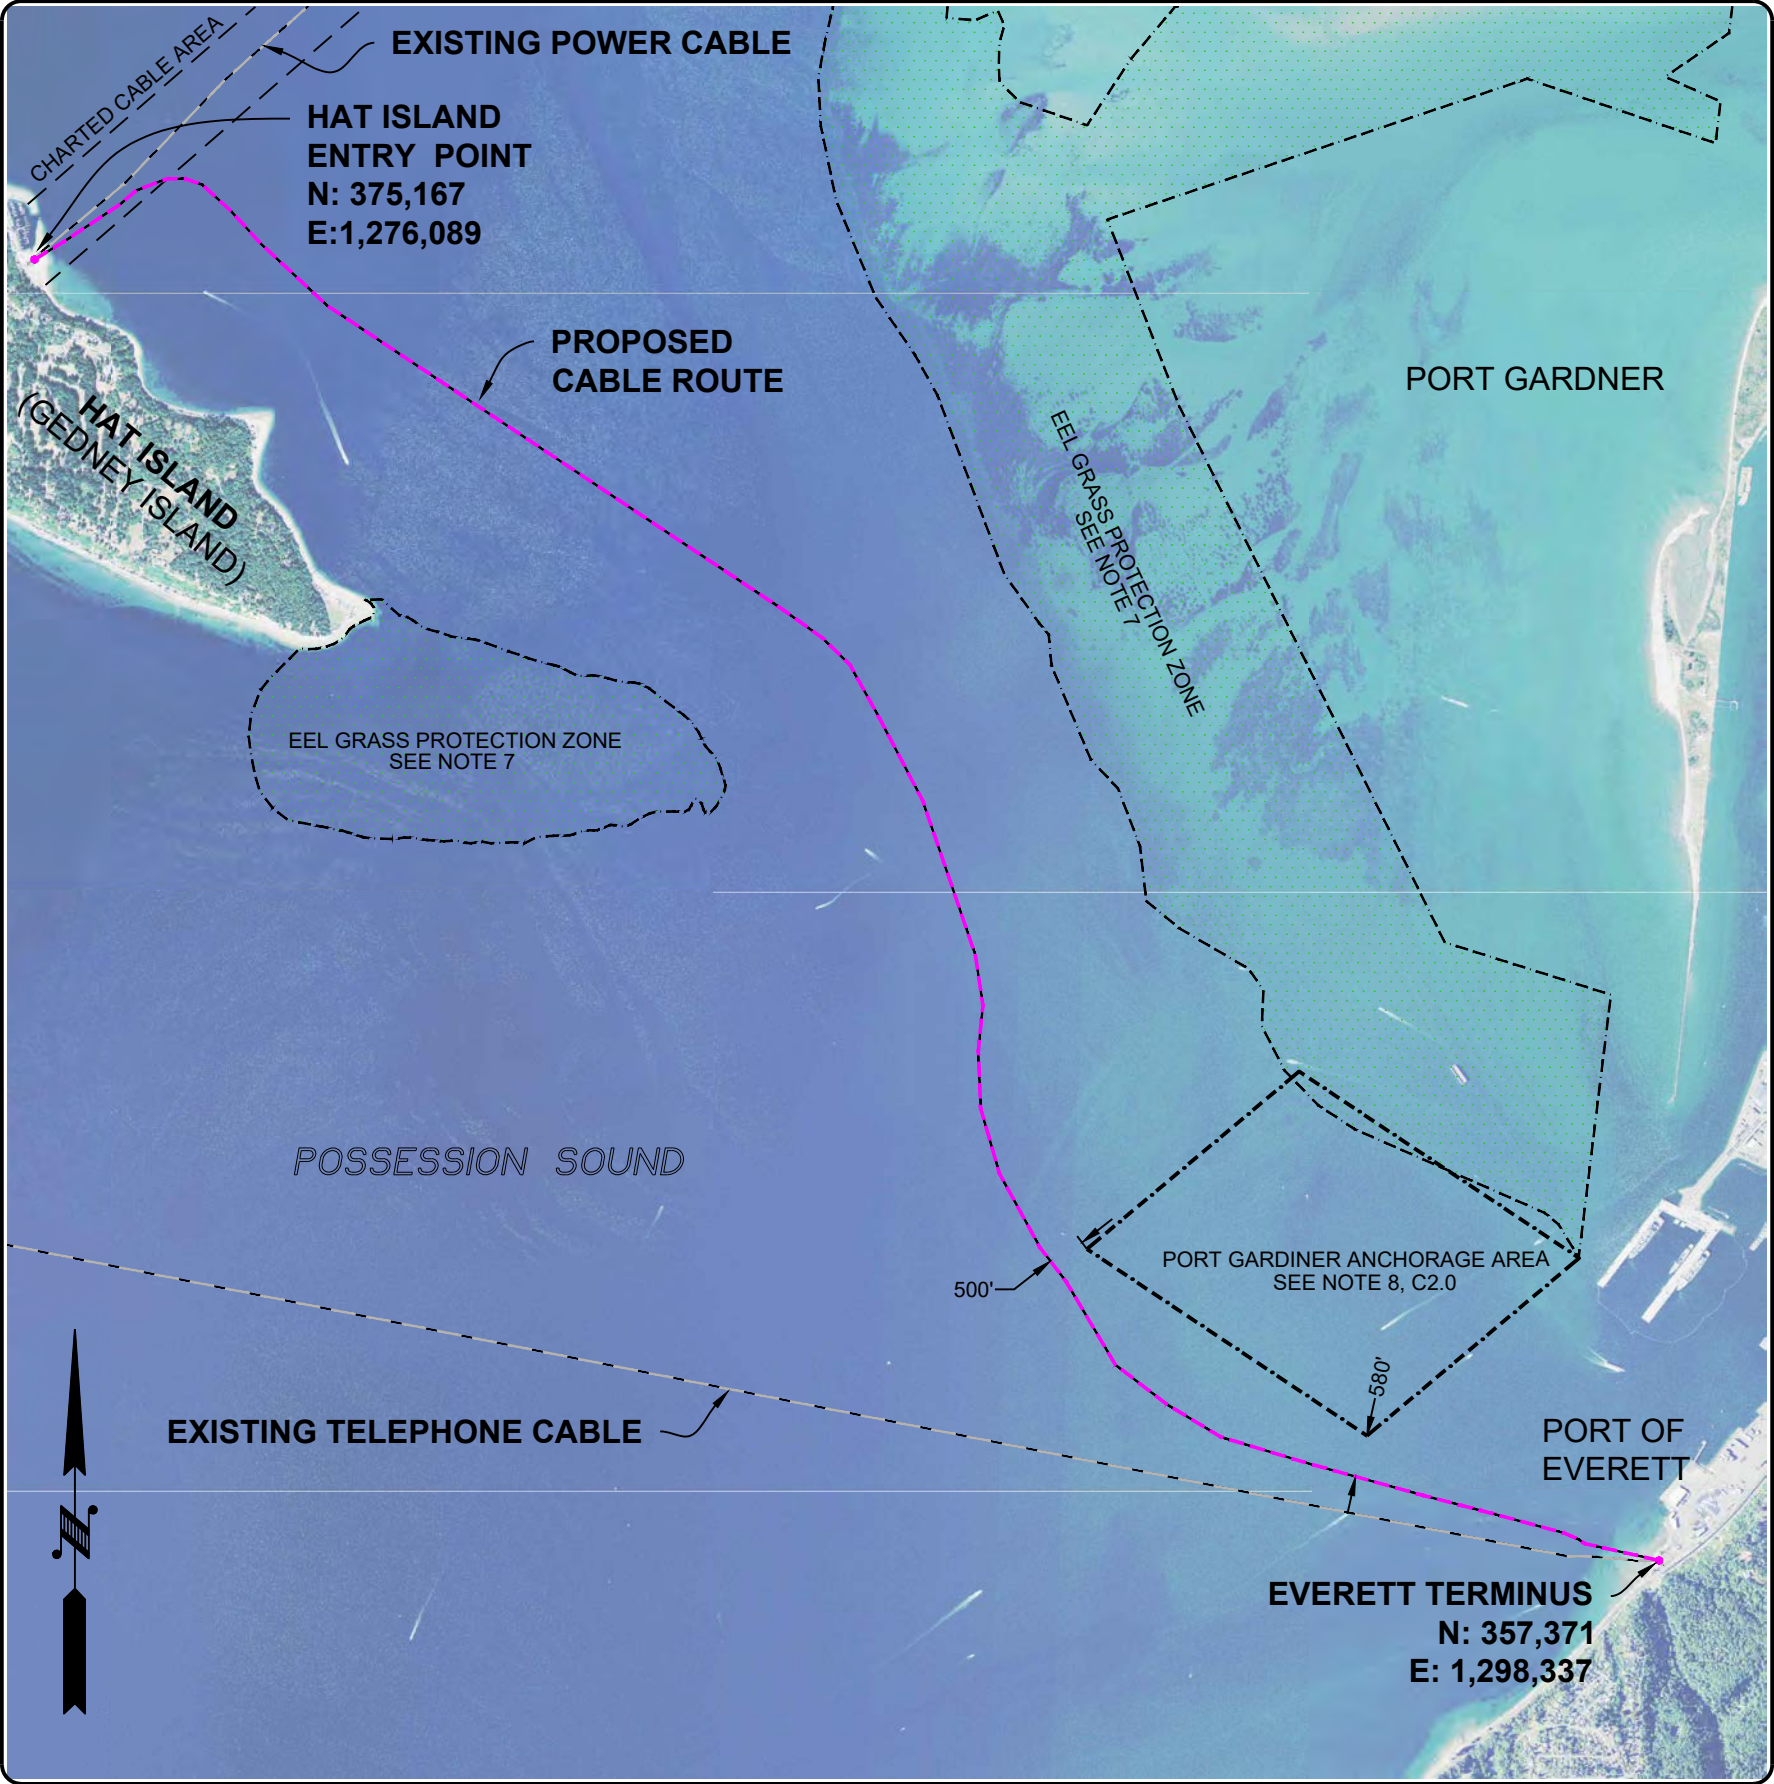 EXISTING POWER CABLE
CHARTED CABLE AREA
HAT ISLAND
ENTRY POINT
N: 375,167
E:1,276,089
PROPOSED
CABLE ROUTE
PORT GARDNER
HAT ISLAND
(GEDNEY ISLAND)
EEL GRASS PROTECTION ZONE
SEE NOTE 7
EEL GRASS PROTECTION ZONE
SEE NOTE 7
POSSESSION SOUND
500'
PORT GARDINER ANCHORAGE AREA
SEE NOTE 8, C2.0
580'
EXISTING TELEPHONE CABLE
PORT OF
EVERETT
N
EVERETT TERMINUS
N: 357,371
E: 1,298,337